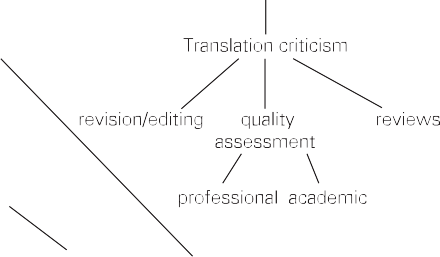 Translation criticism
revision/editing
quality
assessment
reviews
professional
academic